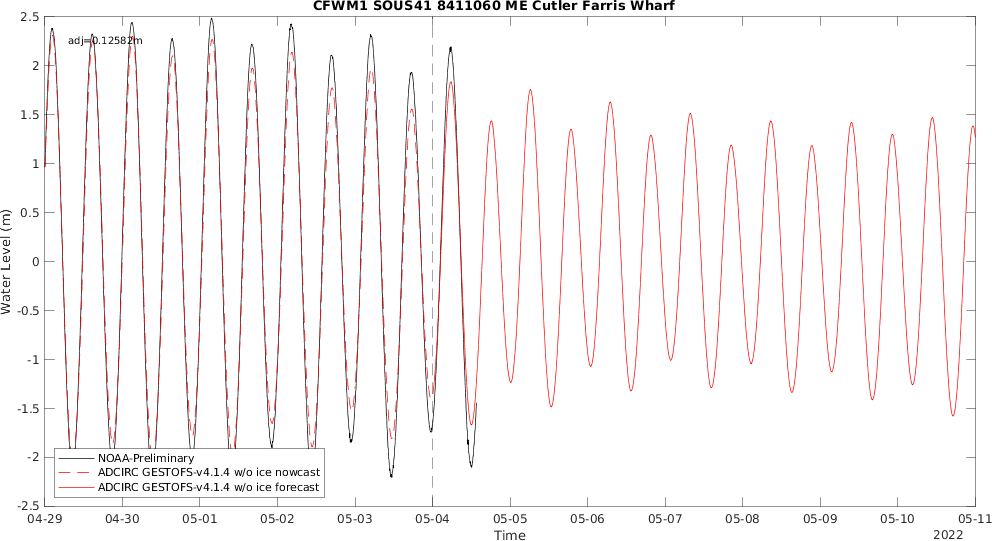 CFWM1 SOUS41 8411060 ME Cutler Farris Wharf
adj=0.12582m
2.5
2
1.5
1
0.5
0
-0.5
-1
-1.5
-2
-2.5
Water Level (m)
NOAA-Preliminary
ADCIRC GESTOFS-v4.1.4 w/o ice nowcast
ADCIRC GESTOFS-v4.1.4 w/o ice forecast
04-29 04-30 05-01 05-02 05-03 05-04 05-05 05-06 05-07 05-08 05-09 05-10 05-11
Time
2022